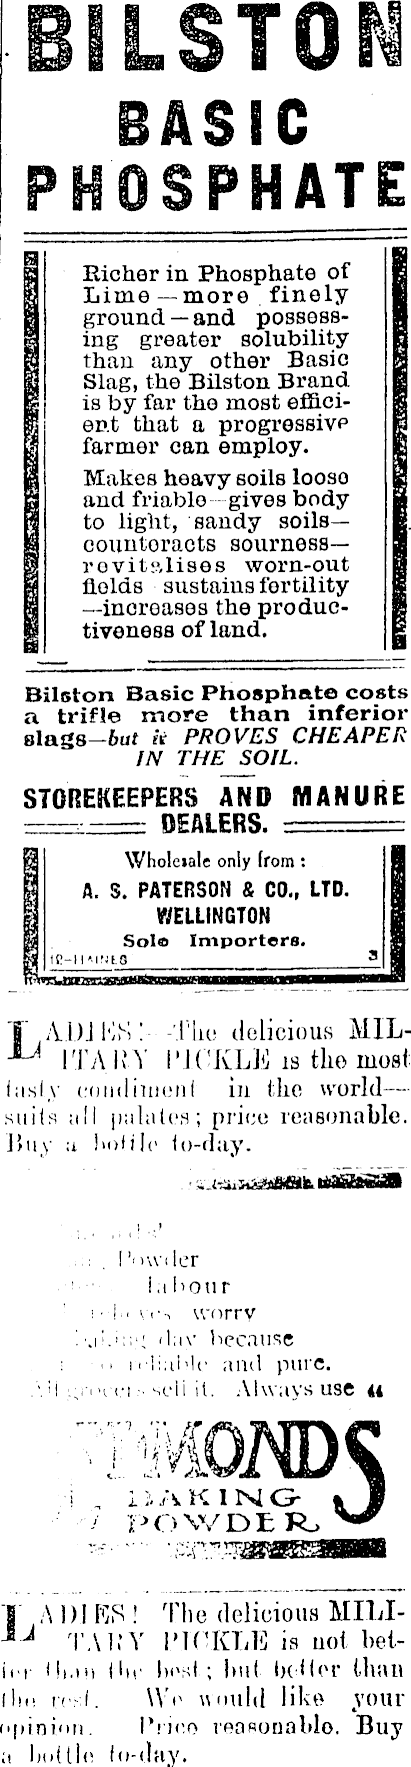 BILSTON
BASIC
PHOSPHATE
Richer in Phosphate of
Lime—more finely
ground—and possess-
ing greater solubility
than any other Basic
Slag, the Bilston Brand
is by far the most effici-
ent that a progressive
farmer can employ.
Makes heavy soils loose
and friable—gives body
to light, sandy soils—
counteracts sourness—
revitalises worn-out
fields sustains fertility
—increases the produc-
tiveness of land.
Bilston Basic Phosphate costs
a trifle more than inferior
slags—but it PROVES CHEAPER
IN THE SOIL.
STOREKEEPERS AND MANURE
DEALERS.
Wholesale only from:
A. S. PATERSON & CO., LTD.
WELLINGTON
Sole Importers.
12—HAINES 3
LADIES!—The delicious MIL-
ITARY PICKLE is the most
tasty condiment in the world—
suits all palates; price reasonable.
Buy a bottle to-day.
Powder
labour
relieves worry
baking day because
reliable and pure.
All grocers sell it. Always use “
EDMONDS
BAKING
POWDER
LADIES! The delicious MILI-
TARY PICKLE is not bet-
ter than the best; but better than
the rest. We would like your
opinion. Price reasonable. Buy
a bottle to-day.